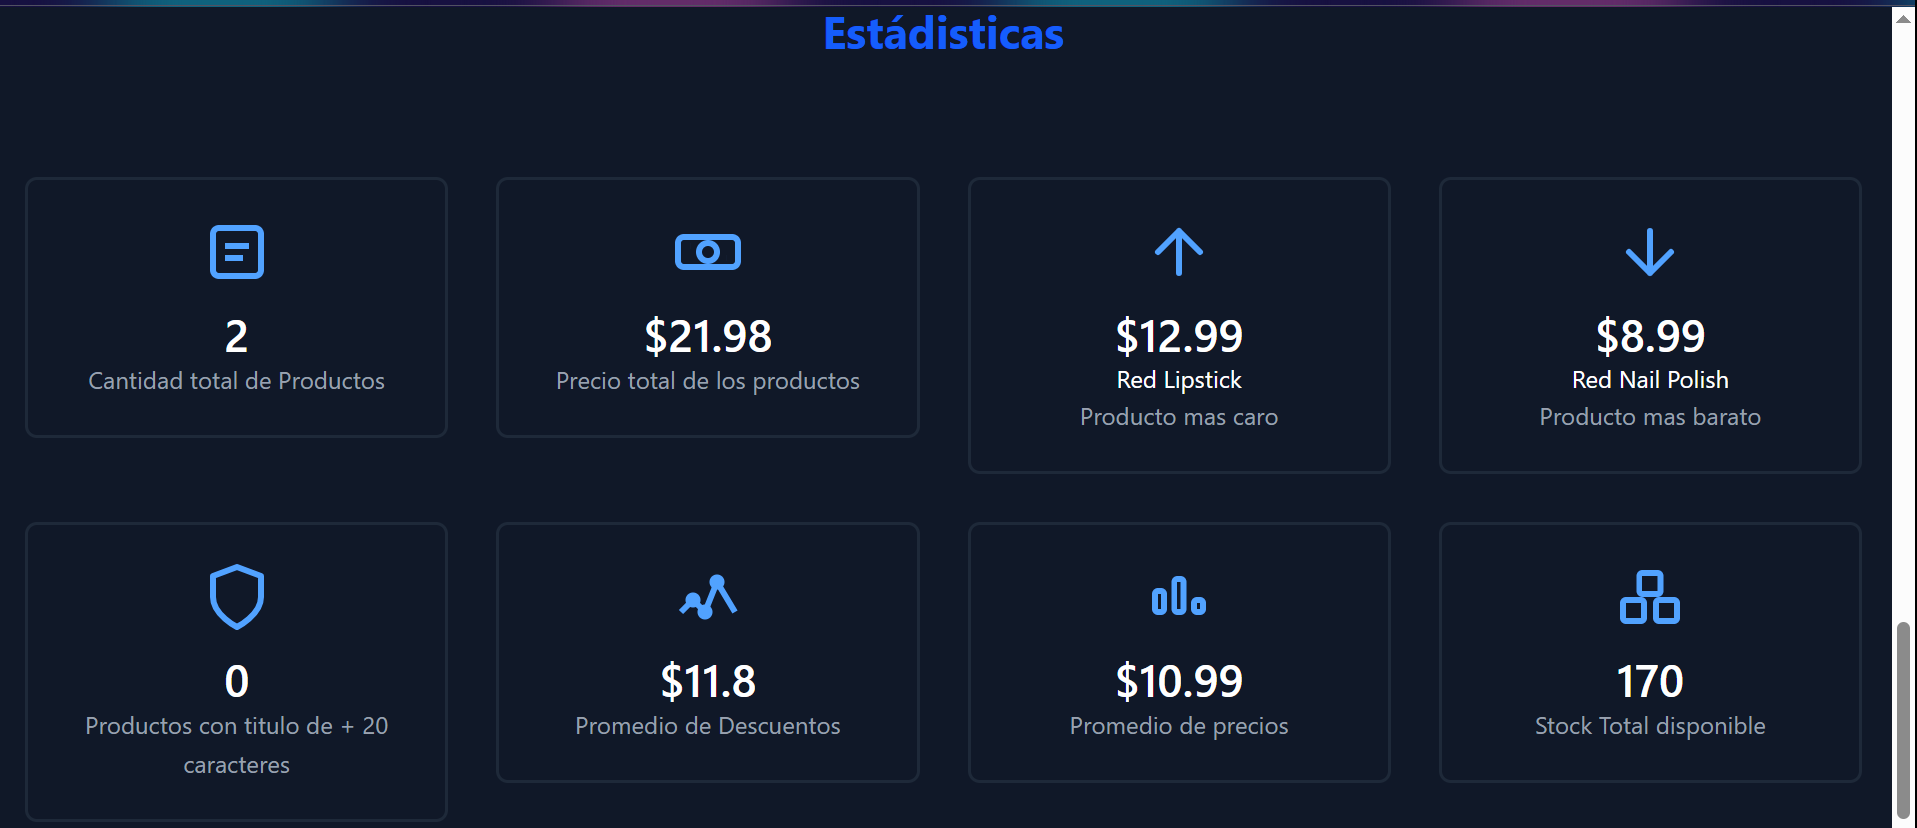 Estádisticas
2
Cantidad total de Productos
$21.98
Precio total de los productos
$12.99
Red Lipstick
Producto mas caro
$8.99
Red Nail Polish
Producto mas barato
0
Productos con titulo de + 20
caracteres
$11.8
Promedio de Descuentos
$10.99
Promedio de precios
170
Stock Total disponible